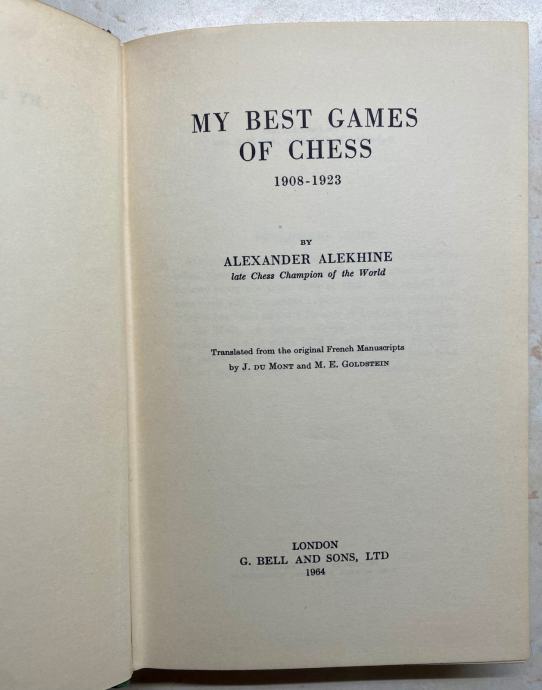 MY BEST GAMES
OF CHESS
1908-1923
BY
ALEXANDER ALEKHINE
late Chess Champion of the World
Translated from the original French Manuscripts
by J. DU MONT and M. E. GOLDSTEIN
LONDON
G. BELL AND SONS, LTD
1964